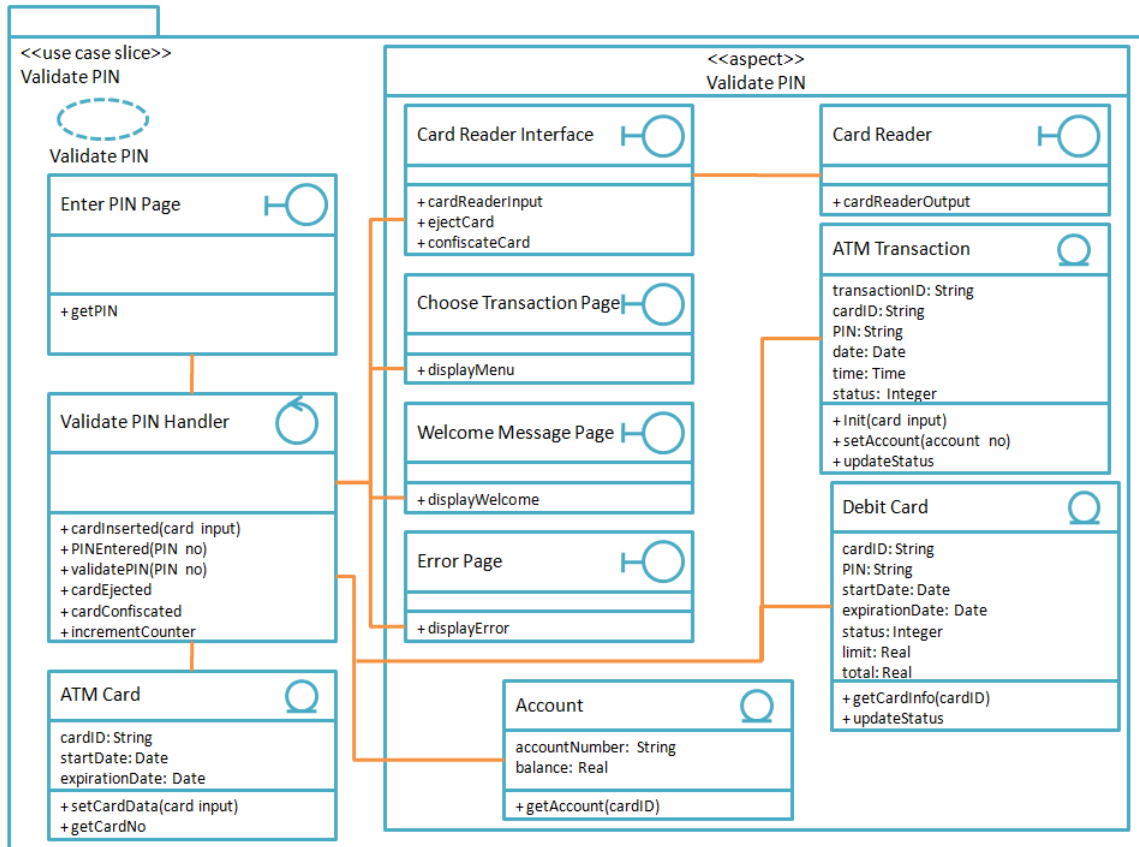 <<use case slice>>
Validate PIN
Validate PIN
Enter PIN Page
+ getPIN
Validate PIN Handler
+ cardInserted(card input)
+ PINEntered(PIN no)
+ validatePIN(PIN no)
+ cardEjected
+ cardConfiscated
+ incrementCounter
ATM Card
cardID: String
startDate: Date
expirationDate: Date
+ setCardData(card input)
+ getCardNo
<<aspect>>
Validate PIN
Card Reader Interface
+ cardReaderInput
+ ejectCard
+ confiscateCard
Choose Transaction Page
+ displayMenu
Welcome Message Page
+ displayWelcome
Error Page
+ displayError
Account
accountNumber: String
balance: Real
+ getAccount(cardID)
Card Reader
+ cardReaderOutput
ATM Transaction
transactionID: String
cardID: String
PIN: String
date: Date
time: Time
status: Integer
+ Init(card input)
+ setAccount(account no)
+ updateStatus
Debit Card
cardID: String
PIN: String
startDate: Date
expirationDate: Date
status: Integer
limit: Real
total: Real
+ getCardInfo(cardID)
+ updateStatus